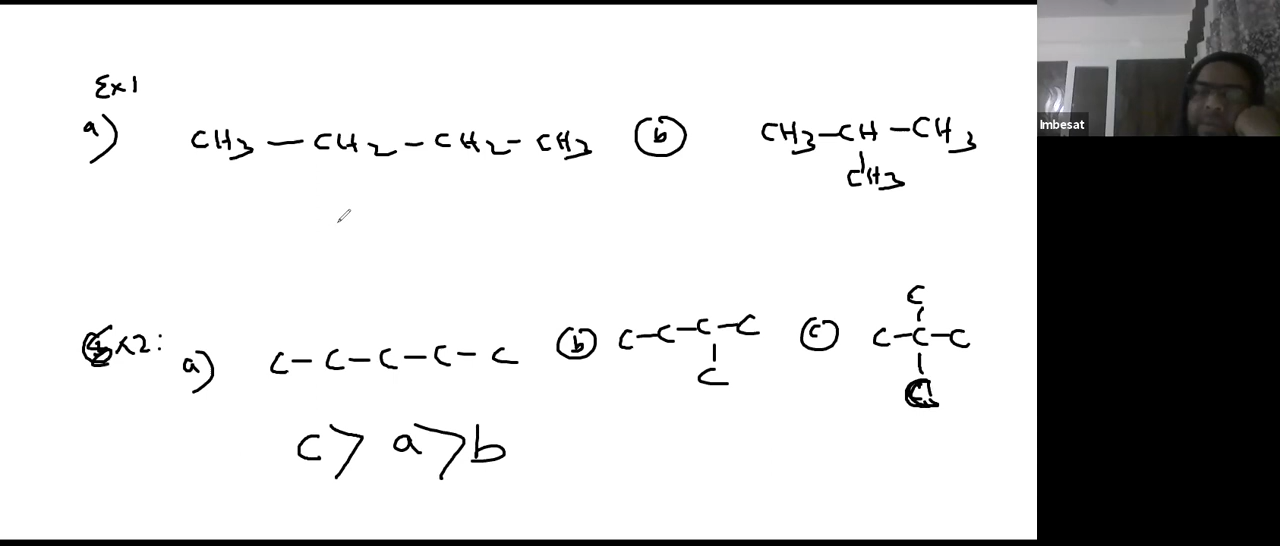 Ex1
a) CH3 — CH2 — CH2 — CH3 (b) CH3—CH—CH3
CH3
Imbesat
C
Ex2: a) C—C—C—C—C (b) C—C—C—C (c) C—C—C
C C
c > a > b